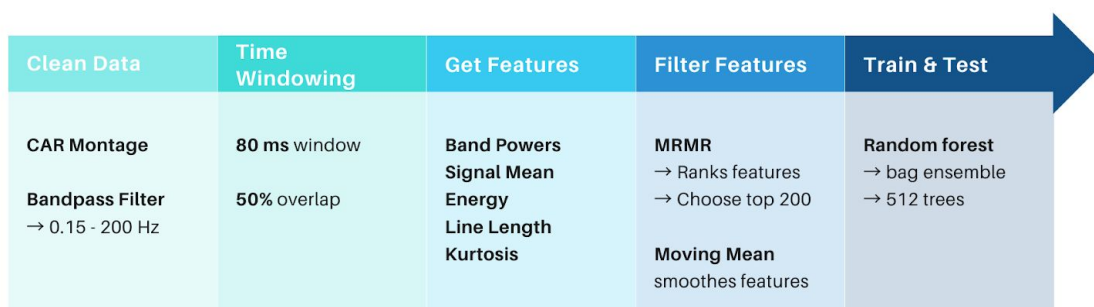 Clean Data
Time
Windowing
Get Features
Filter Features
Train & Test
CAR Montage
Bandpass Filter
→ 0.15 - 200 Hz
80 ms window
50% overlap
Band Powers
Signal Mean
Energy
Line Length
Kurtosis
MRMR
→ Ranks features
→ Choose top 200
Moving Mean
smoothes features
Random forest
→ bag ensemble
→ 512 trees